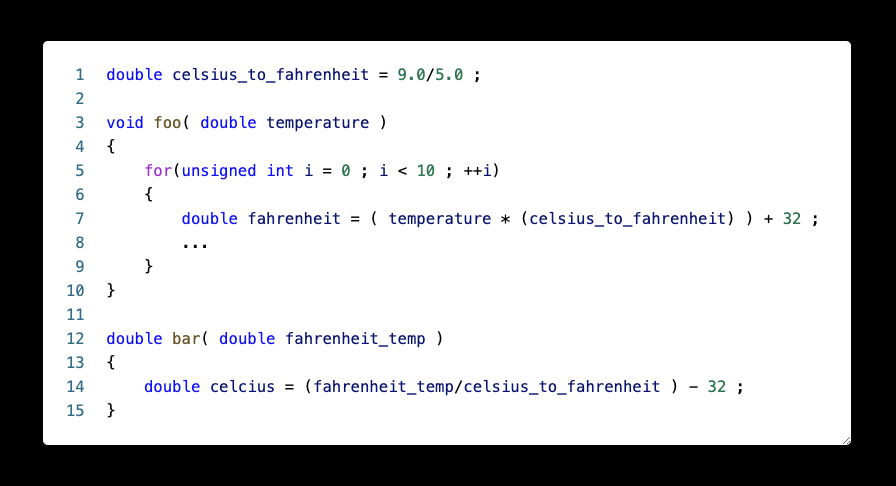 1 double celsius_to_fahrenheit = 9.0/5.0 ;
2
3 void foo( double temperature )
4 {
5     for(unsigned int i = 0 ; i < 10 ; ++i)
6     {
7         double fahrenheit = ( temperature * (celsius_to_fahrenheit) ) + 32 ;
8         ...
9     }
10 }
11
12 double bar( double fahrenheit_temp )
13 {
14     double celcius = (fahrenheit_temp/celsius_to_fahrenheit ) − 32 ;
15 }